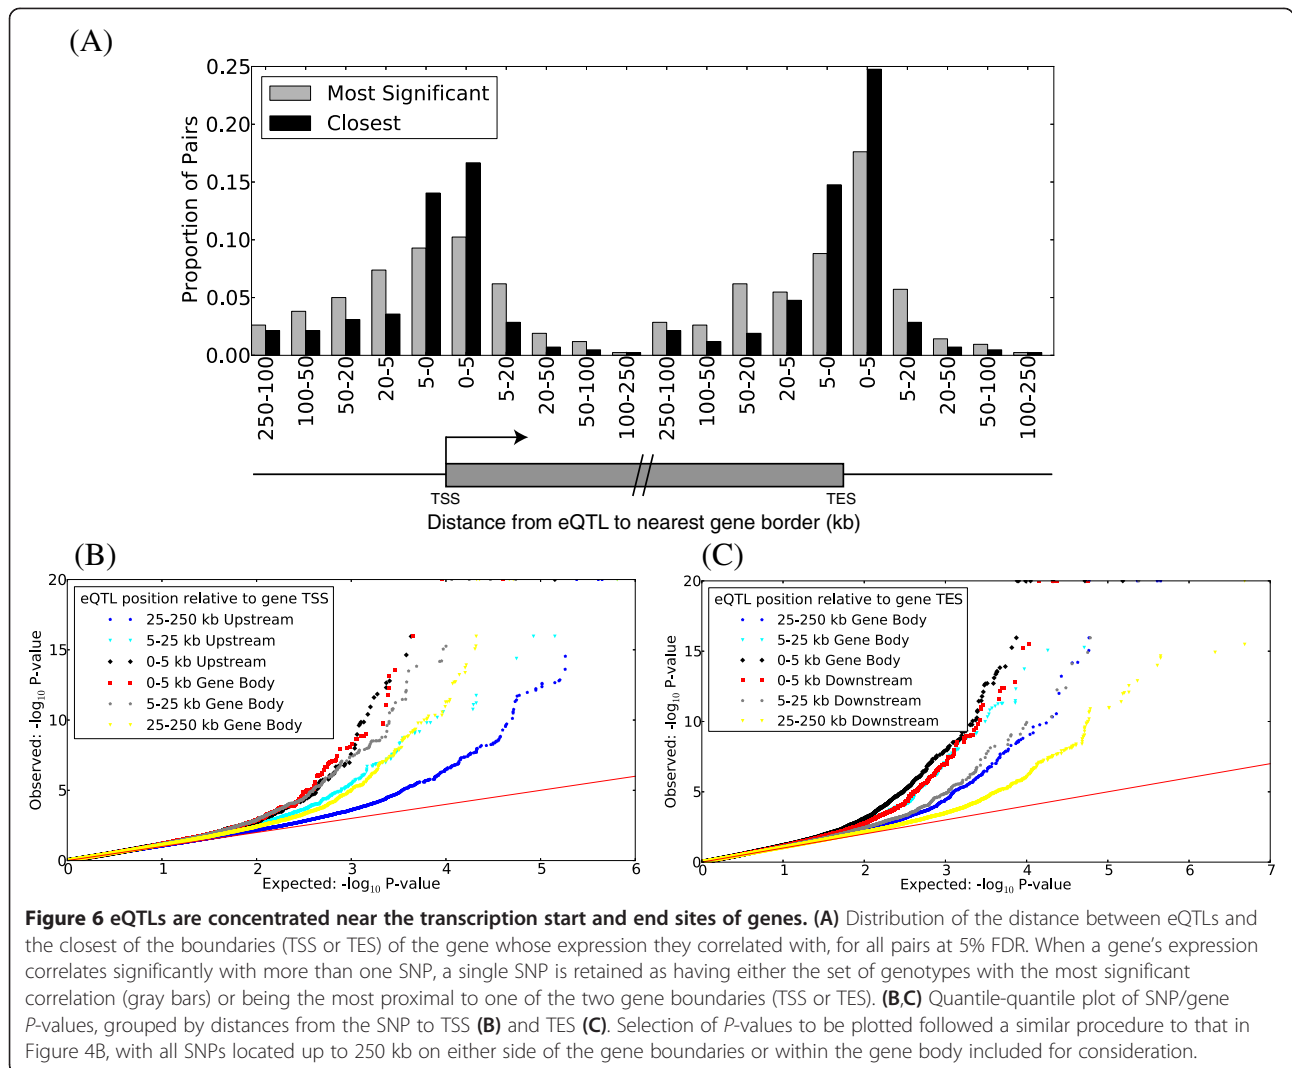 (A)
0.25
0.20
0.15
0.10
0.05
0.00
Proportion of Pairs
Most Significant
Closest
250-100
100-50
50-20
20-5
5-0
0-5
5-20
20-50
50-100
100-250
250-100
100-50
50-20
20-5
5-0
0-5
5-20
20-50
50-100
100-250
TSS
TES
Distance from eQTL to nearest gene border (kb)
(B)
20
15
10
5
0
Observed: -log10 P-value
eQTL position relative to gene TSS
25-250 kb Upstream
5-25 kb Upstream
0-5 kb Upstream
0-5 kb Gene Body
5-25 kb Gene Body
25-250 kb Gene Body
0 1 2 3 4 5 6
Expected: -log10 P-value
(C)
20
15
10
5
0
Observed: -log10 P-value
eQTL position relative to gene TES
25-250 kb Gene Body
5-25 kb Gene Body
0-5 kb Gene Body
0-5 kb Downstream
5-25 kb Downstream
25-250 kb Downstream
0 1 2 3 4 5 6 7
Expected: -log10 P-value
Figure 6 eQTLs are concentrated near the transcription start and end sites of genes. (A) Distribution of the distance between eQTLs and
the closest of the boundaries (TSS or TES) of the gene whose expression they correlated with, for all pairs at 5% FDR. When a gene's expression
correlates significantly with more than one SNP, a single SNP is retained as having either the set of genotypes with the most significant
correlation (gray bars) or being the most proximal to one of the two gene boundaries (TSS or TES). (B,C) Quantile-quantile plot of SNP/gene
P-values, grouped by distances from the SNP to TSS (B) and TES (C). Selection of P-values to be plotted followed a similar procedure to that in
Figure 4B, with all SNPs located up to 250 kb on either side of the gene boundaries or within the gene body included for consideration.